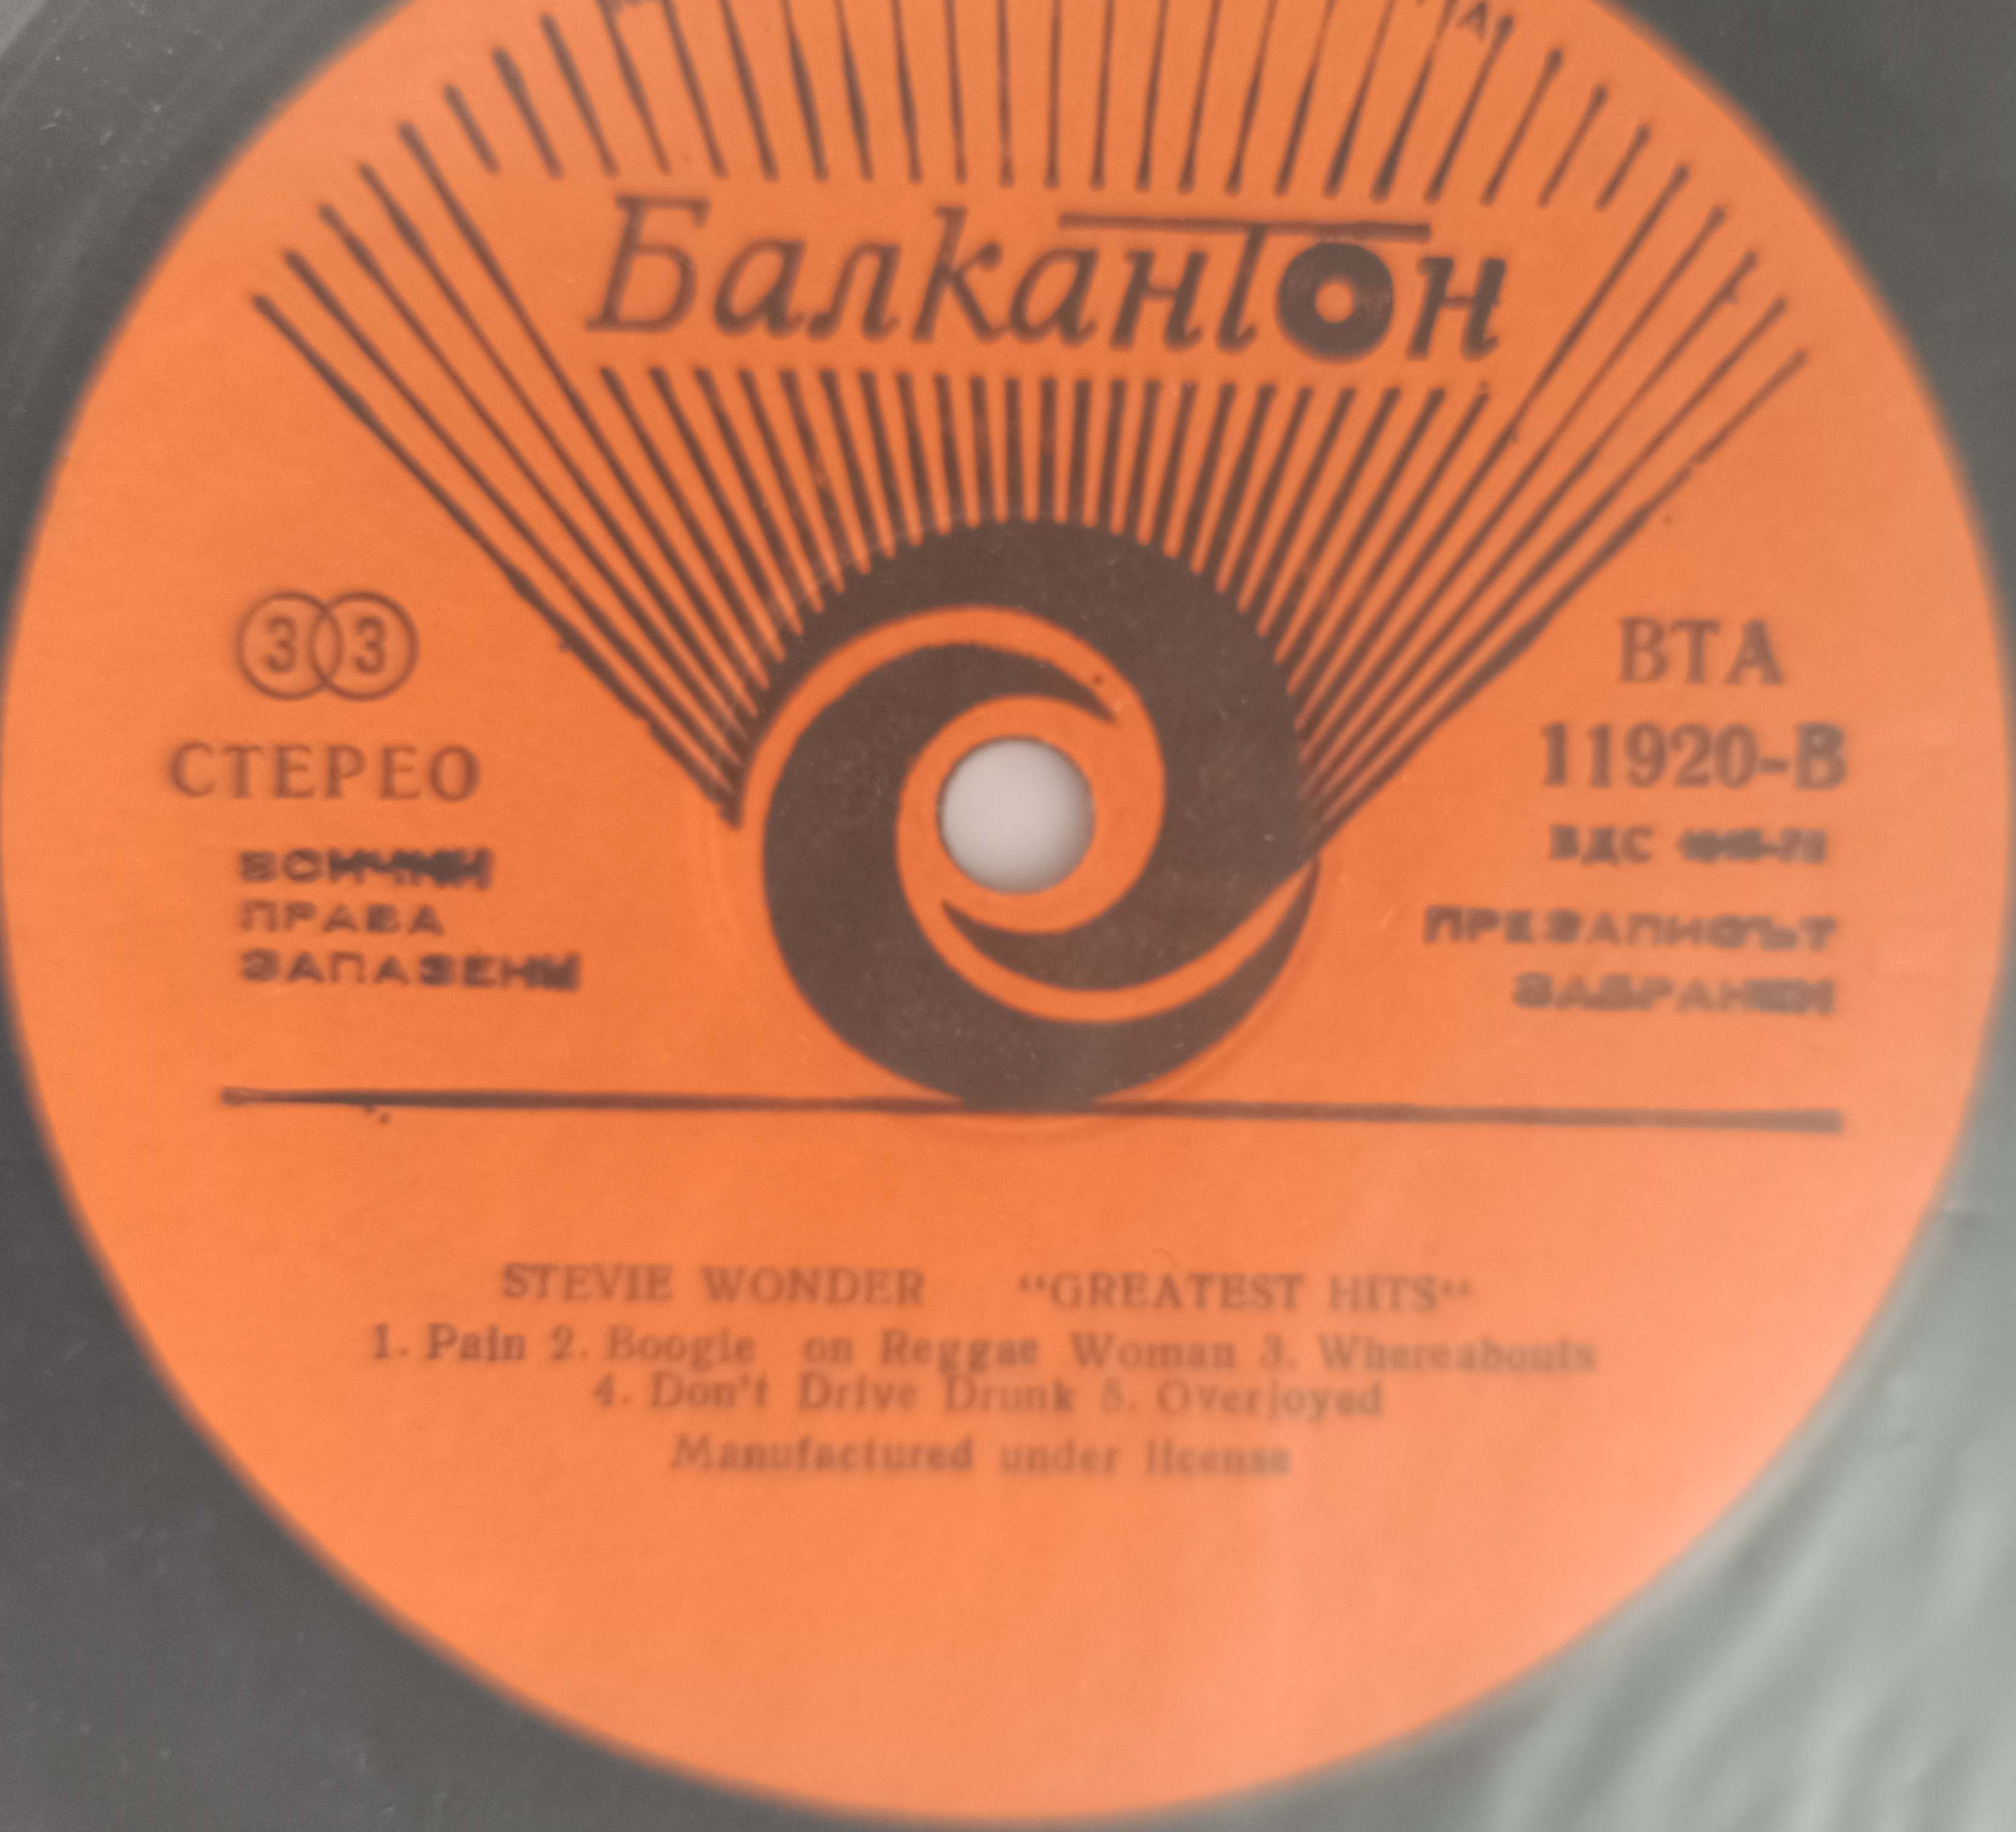 Балкантон
33
СТЕРЕО
ВСИЧКИ
ПРАВА
ЗАПАЗЕНИ
ВТА
11920-В
БДС
ПРЕЗАПИСЪТ
ЗАБРАНЕН
STEVIE WONDER “GREATEST HITS“
1. Pain 2. Boogie on Reggae Woman 3. Whereabouts
4. Don't Drive Drunk 5. Overjoyed
Manufactured under license